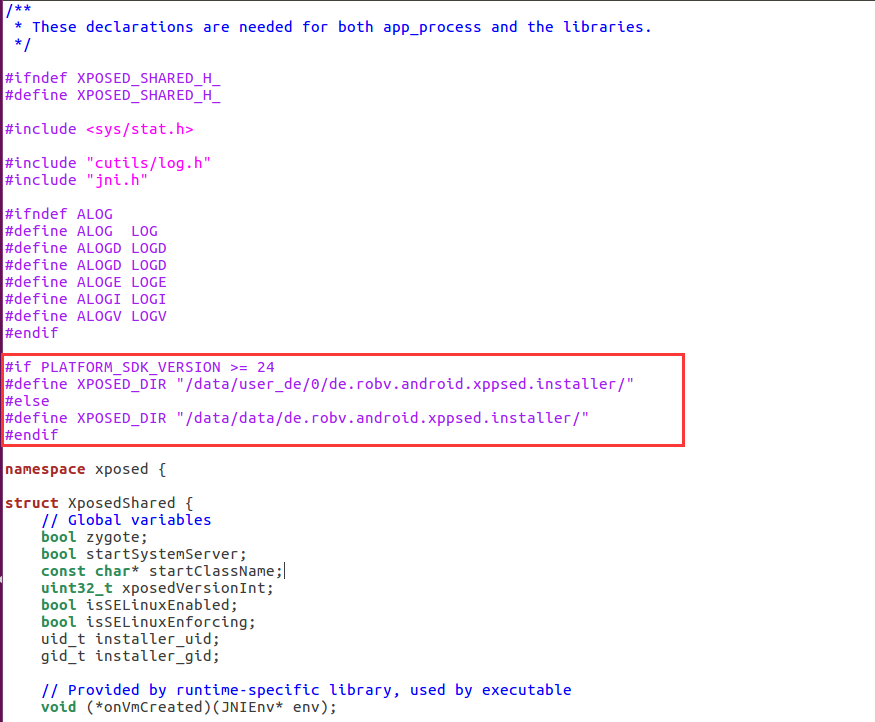 /**
 * These declarations are needed for both app_process and the libraries.
 */
#ifndef XPOSED_SHARED_H_
#define XPOSED_SHARED_H_
#include <sys/stat.h>
#include "cutils/log.h"
#include "jni.h"
#ifndef ALOG
#define ALOG  LOG
#define ALOGD LOGD
#define ALOGD LOGD
#define ALOGE LOGE
#define ALOGI LOGI
#define ALOGV LOGV
#endif
#if PLATFORM_SDK_VERSION >= 24
#define XPOSED_DIR "/data/user_de/0/de.robv.android.xppsed.installer/"
#else
#define XPOSED_DIR "/data/data/de.robv.android.xppsed.installer/"
#endif
namespace xposed {
struct XposedShared {
    // Global variables
    bool zygote;
    bool startSystemServer;
    const char* startClassName;
    uint32_t xposedVersionInt;
    bool isSELinuxEnabled;
    bool isSELinuxEnforcing;
    uid_t installer_uid;
    gid_t installer_gid;
    // Provided by runtime-specific library, used by executable
    void (*onVmCreated)(JNIEnv* env);